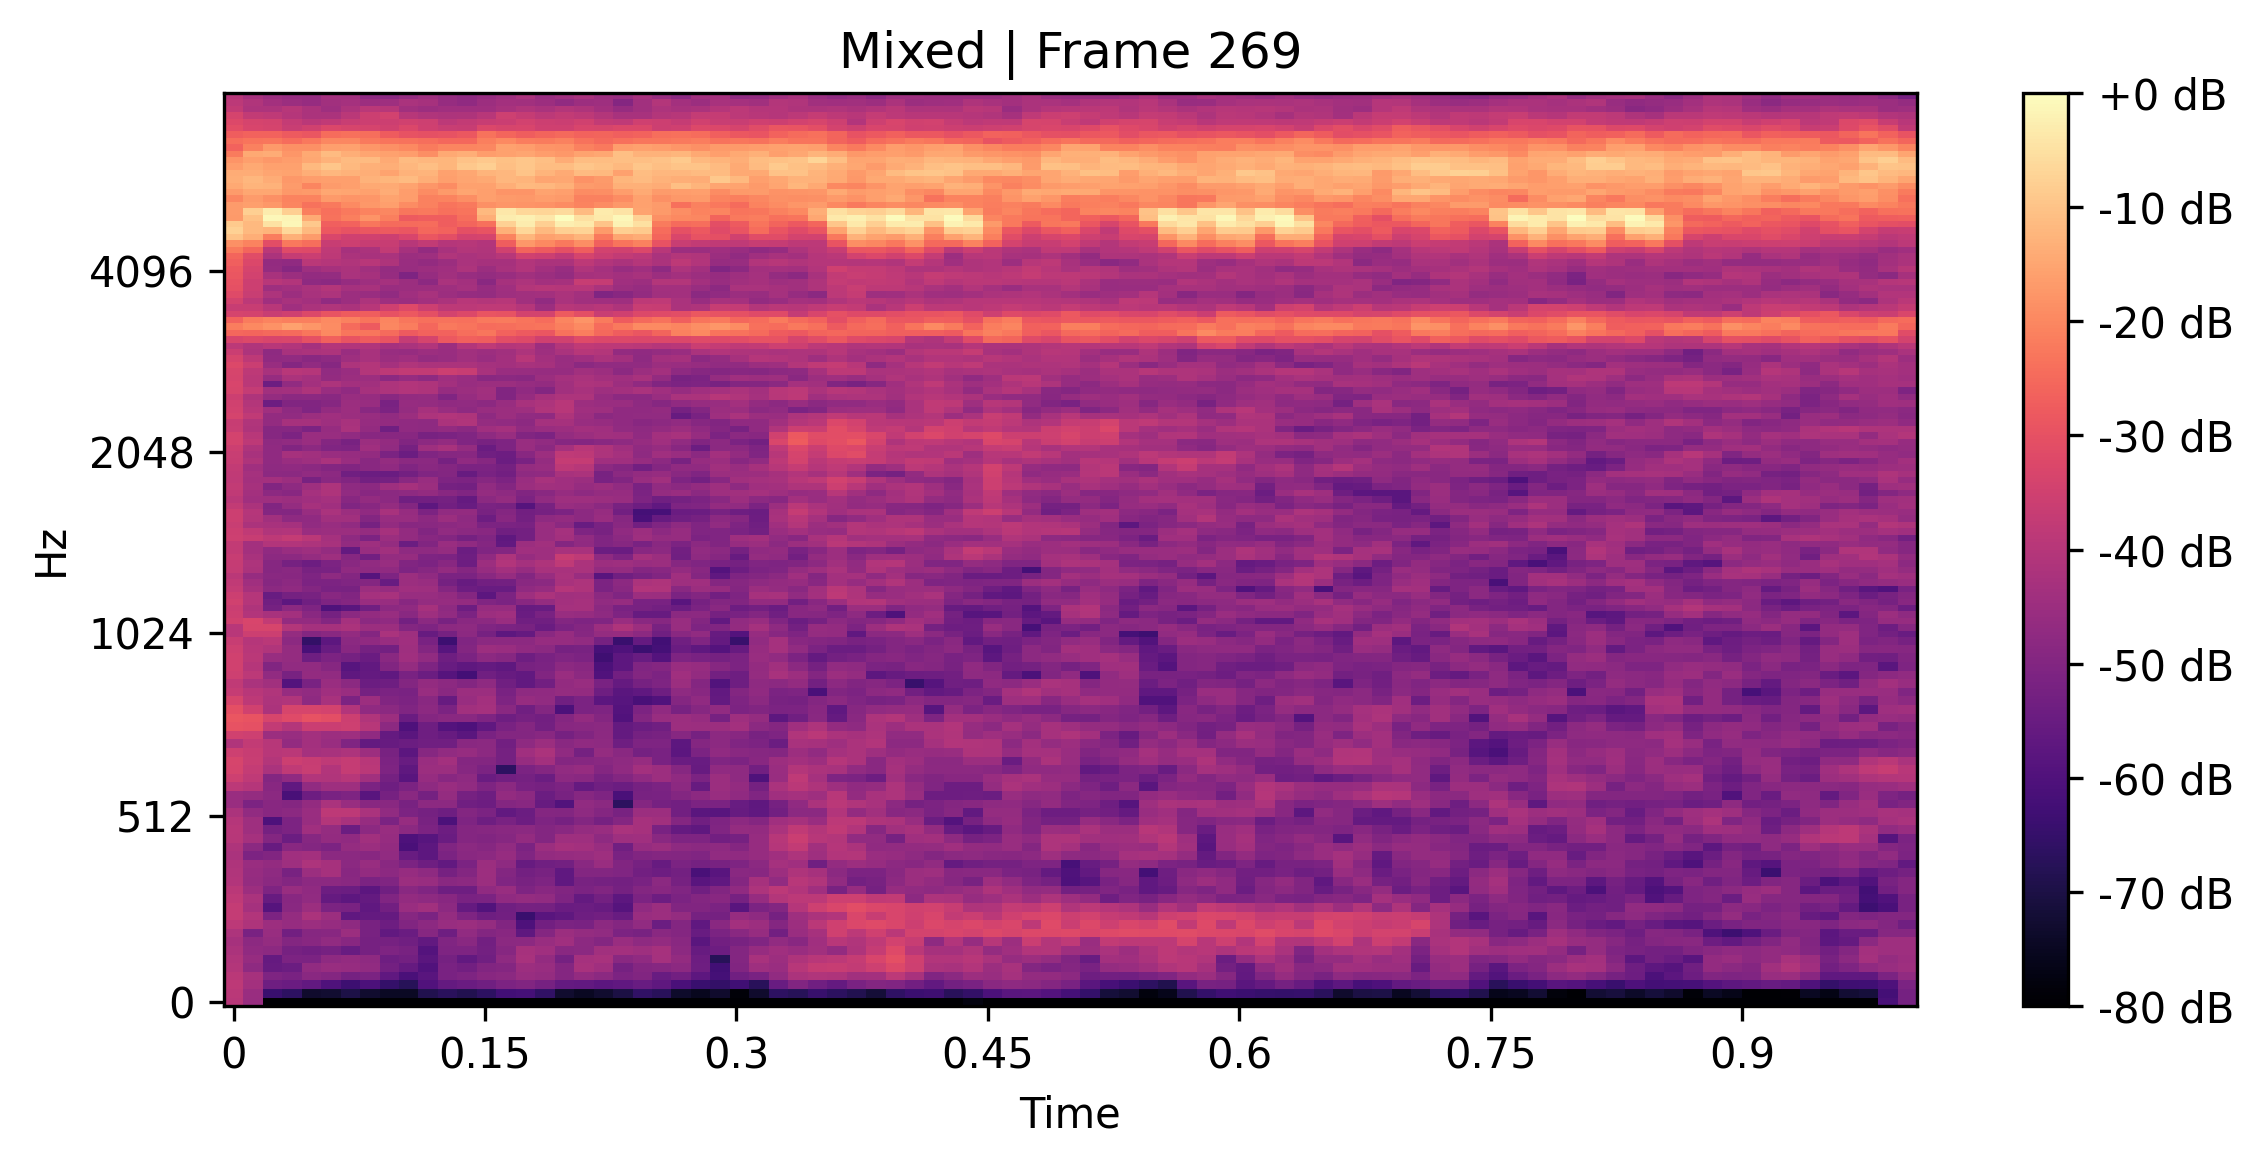 Mixed | Frame 269
+0 dB
-10 dB
-20 dB
-30 dB
-40 dB
-50 dB
-60 dB
-70 dB
-80 dB
Hz
4096
2048
1024
512
0
0 0.15 0.3 0.45 0.6 0.75 0.9
Time